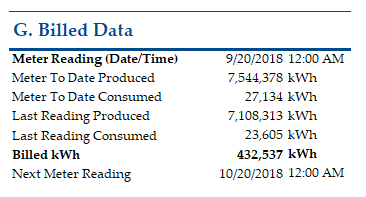 G. Billed Data
Meter Reading (Date/Time) 9/20/2018 12:00 AM
Meter To Date Produced 7,544,378 kWh
Meter To Date Consumed 27,134 kWh
Last Reading Produced 7,108,313 kWh
Last Reading Consumed 23,605 kWh
Billed kWh 432,537 kWh
Next Meter Reading 10/20/2018 12:00 AM